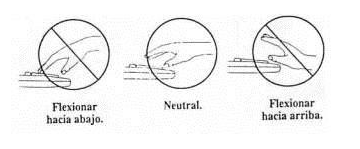 Flexionar
hacia abajo.
Neutral.
Flexionar
hacia arriba.